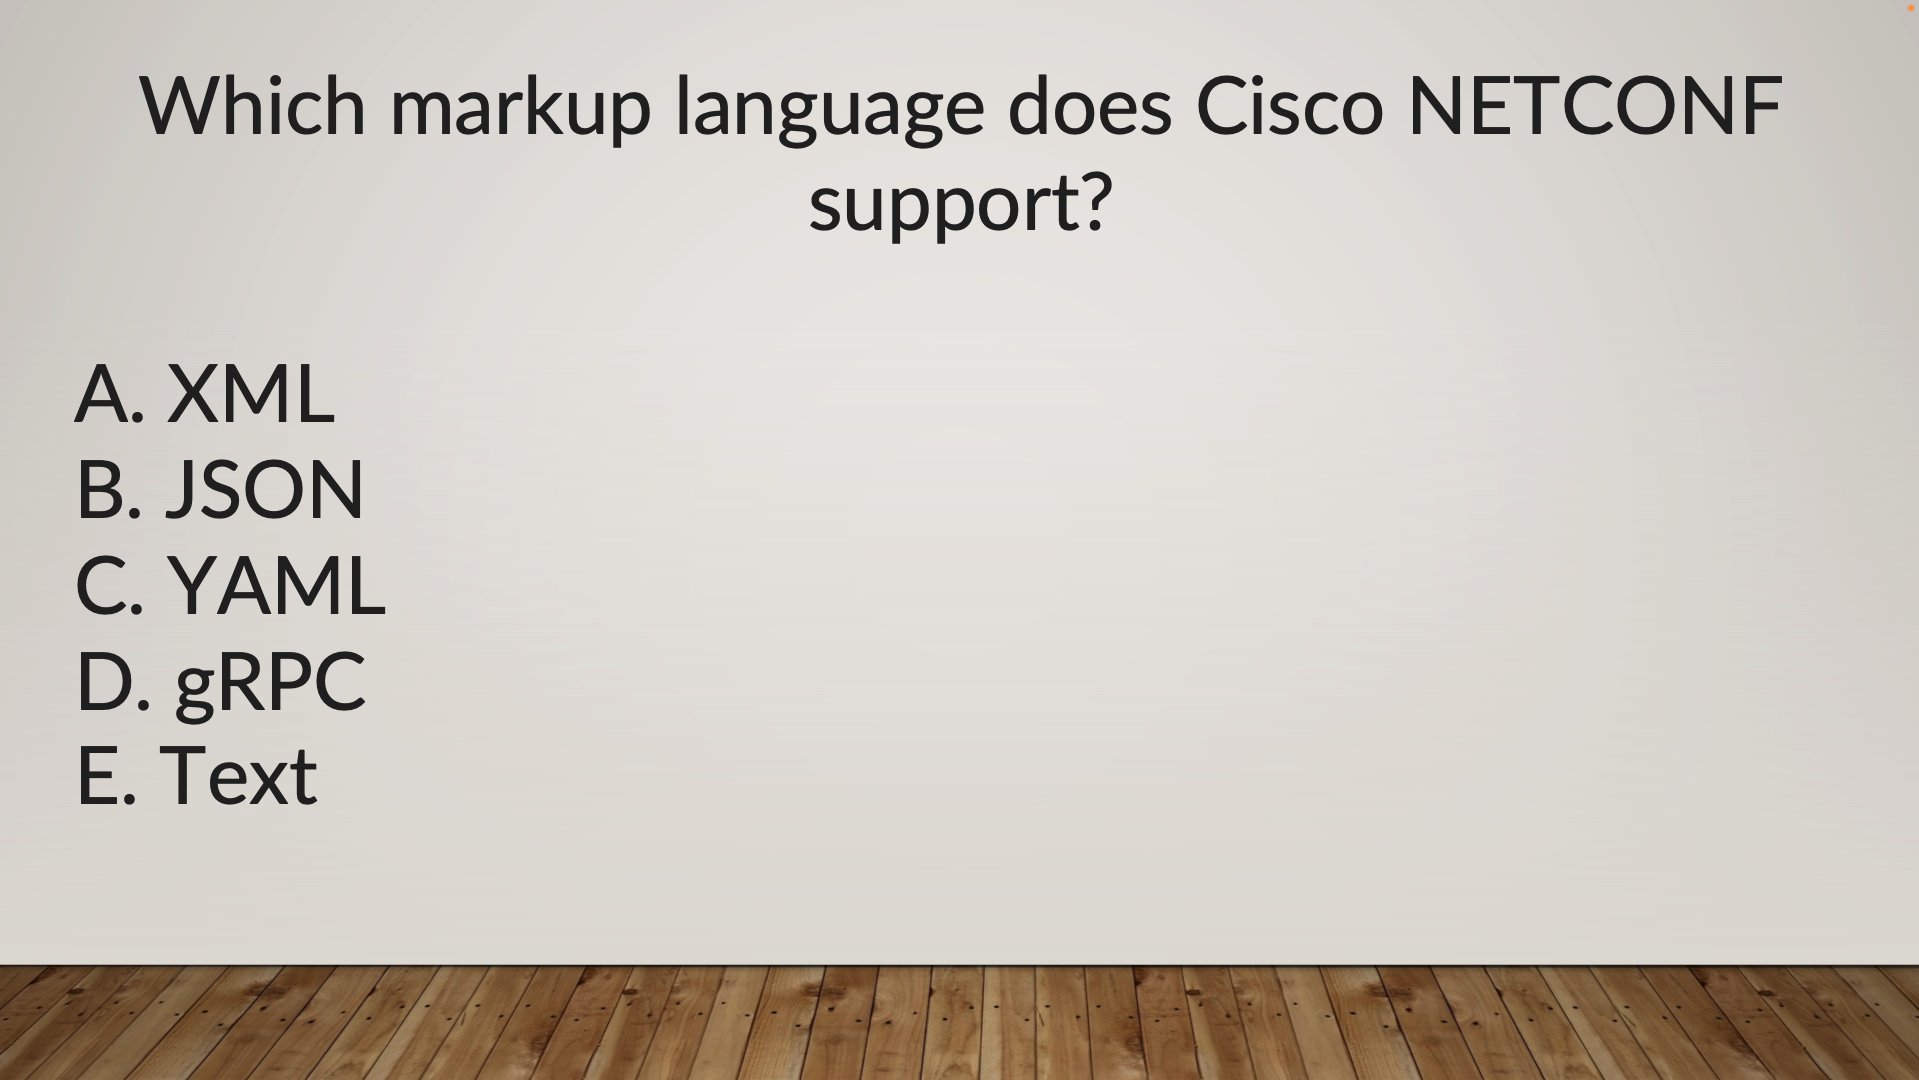 Which markup language does Cisco NETCONF
support?
A. XML
B. JSON
C. YAML
D. gRPC
E. Text